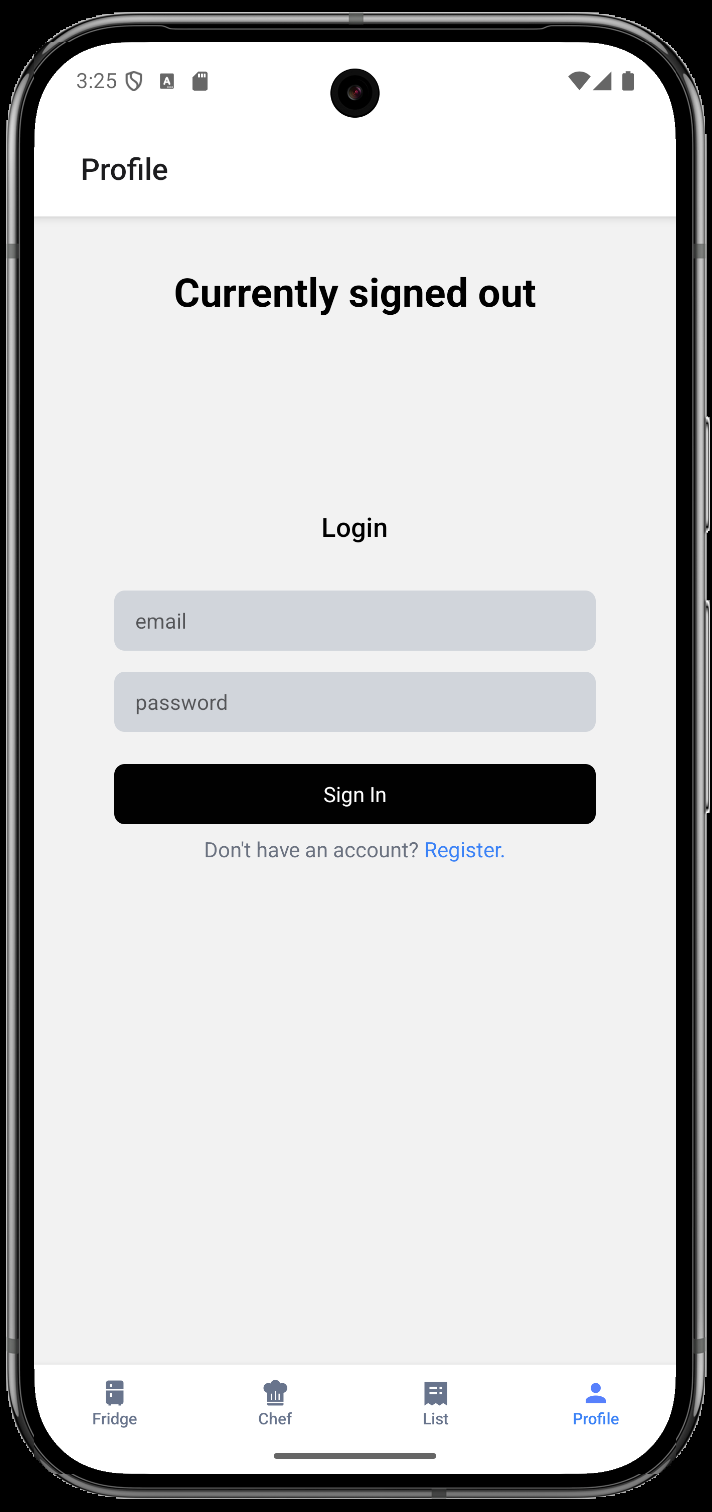 3:25
Profile
Currently signed out
Login
email
password
Sign In
Don't have an account? Register.
Fridge Chef List Profile